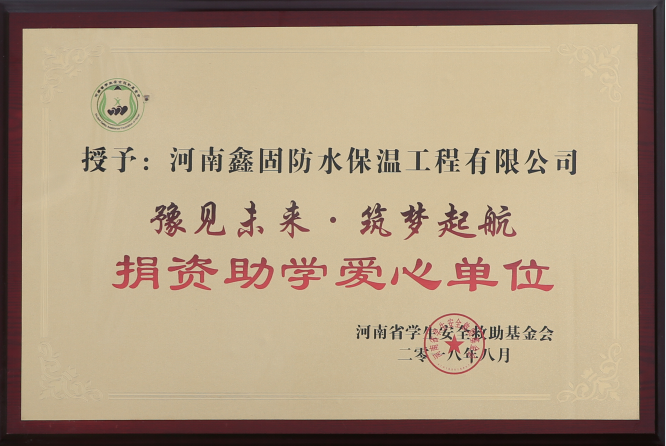 授予：河南鑫固防水保温工程有限公司
豫见未来·筑梦起航
捐资助学爱心单位
河南省学生安全救助基金会
二零一八年八月